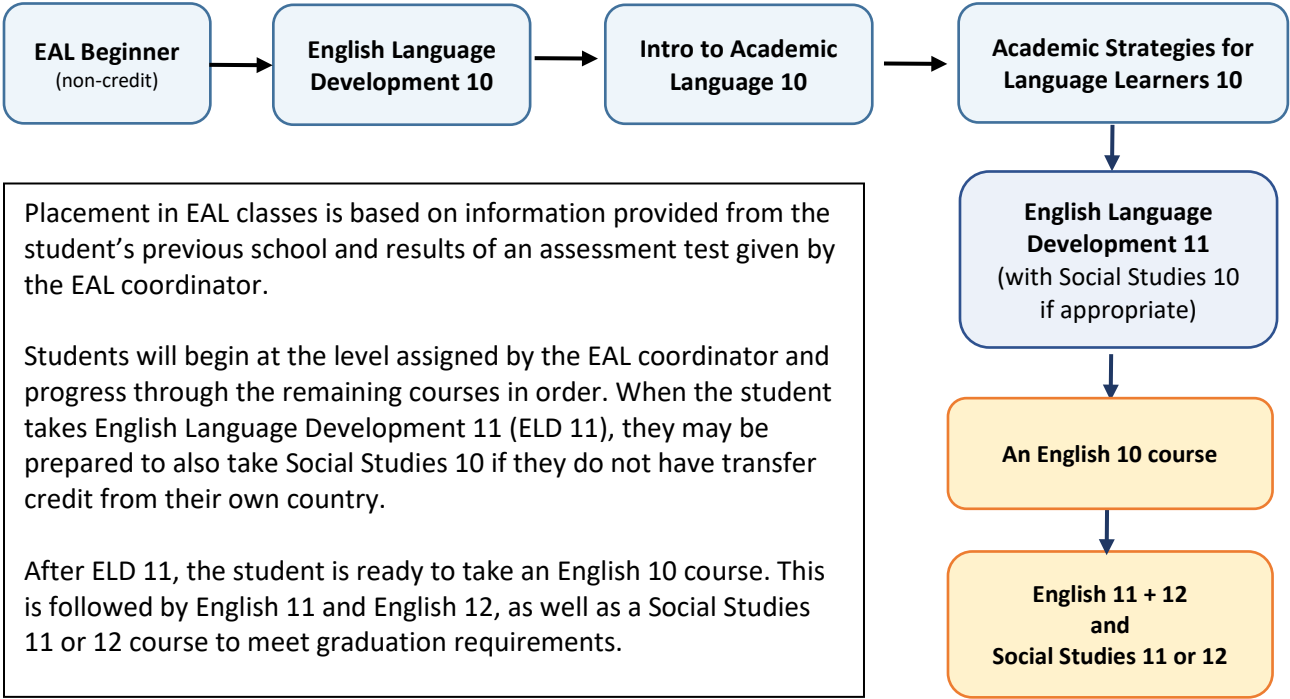 EAL Beginner
(non-credit)
English Language
Development 10
Intro to Academic
Language 10
Academic Strategies for
Language Learners 10
English Language
Development 11
(with Social Studies 10
if appropriate)
An English 10 course
English 11 + 12
and
Social Studies 11 or 12
Placement in EAL classes is based on information provided from the
student’s previous school and results of an assessment test given by
the EAL coordinator.
Students will begin at the level assigned by the EAL coordinator and
progress through the remaining courses in order. When the student
takes English Language Development 11 (ELD 11), they may be
prepared to also take Social Studies 10 if they do not have transfer
credit from their own country.
After ELD 11, the student is ready to take an English 10 course. This
is followed by English 11 and English 12, as well as a Social Studies
11 or 12 course to meet graduation requirements.